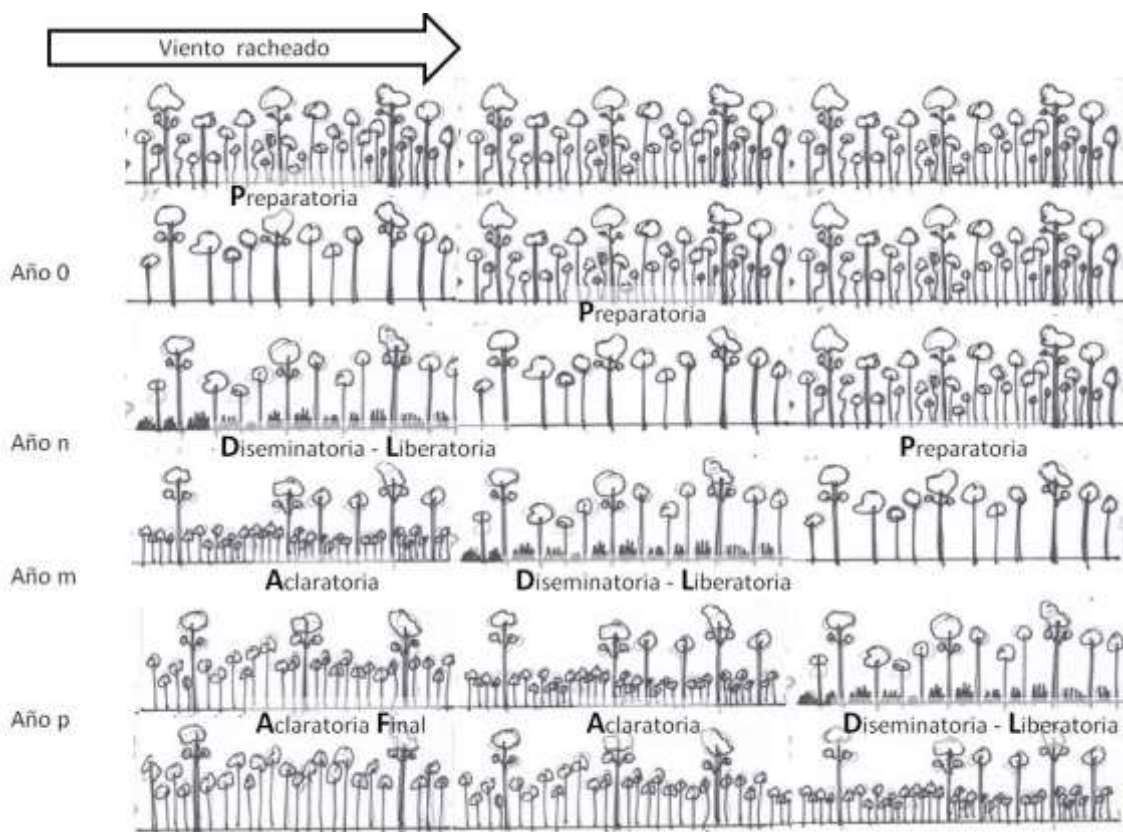 Viento racheado
Preparatoria
Año 0
Preparatoria
Año n
Diseminatoria - Liberatoria
Preparatoria
Año m
Aclaratoria
Diseminatoria - Liberatoria
Año p
Aclaratoria Final
Aclaratoria
Diseminatoria - Liberatoria